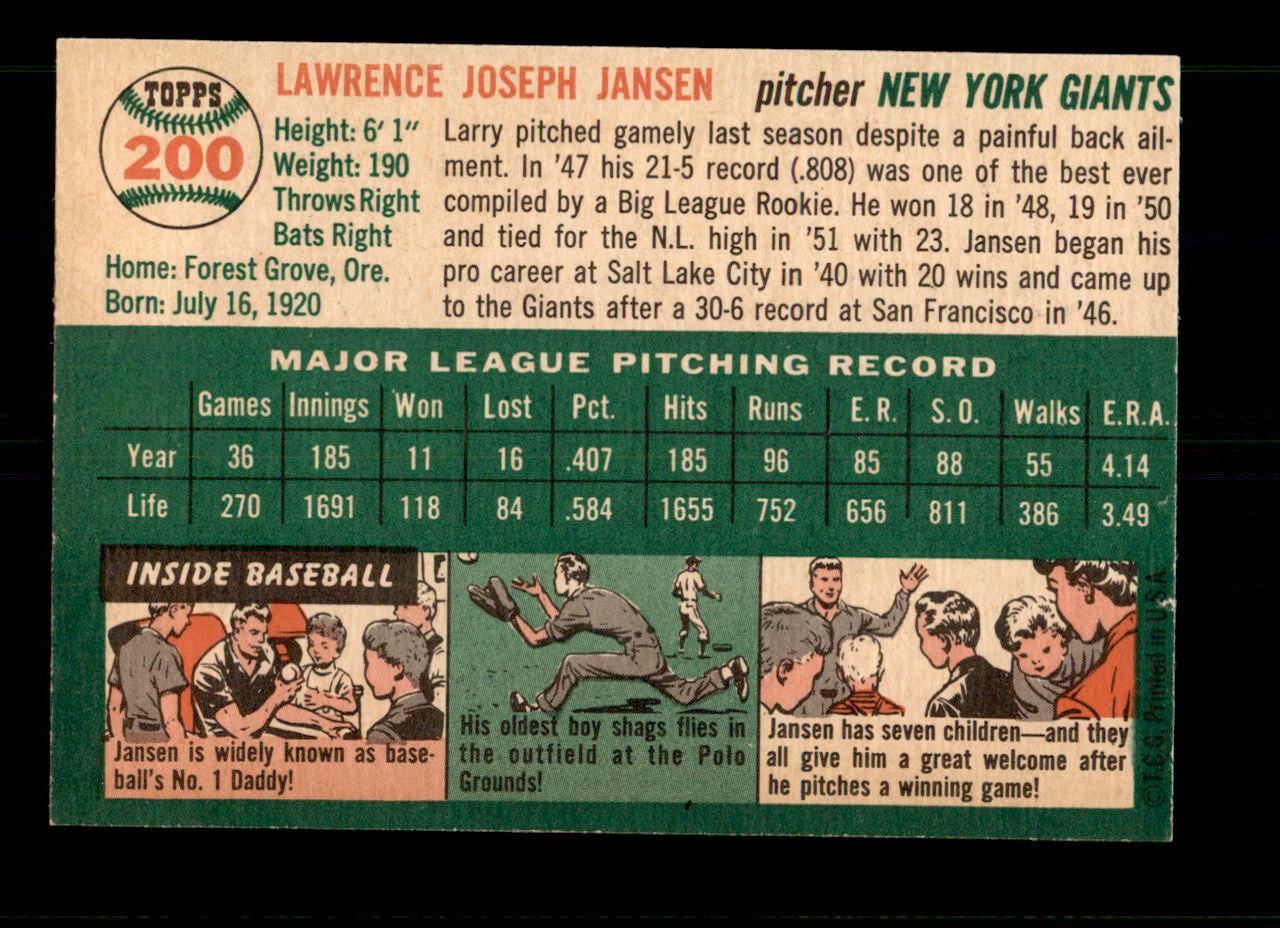 TOPPS
200
LAWRENCE JOSEPH JANSEN pitcher NEW YORK GIANTS
Height: 6' 1"
Weight: 190
Throws Right
Bats Right
Home: Forest Grove, Ore.
Born: July 16, 1920
Larry pitched gamely last season despite a painful back ail-
ment. In '47 his 21-5 record (.808) was one of the best ever
compiled by a Big League Rookie. He won 18 in '48, 19 in '50
and tied for the N.L. high in '51 with 23. Jansen began his
pro career at Salt Lake City in '40 with 20 wins and came up
to the Giants after a 30-6 record at San Francisco in '46.
MAJOR LEAGUE PITCHING RECORD
Games Innings Won Lost Pct. Hits Runs E. R. S. O. Walks E.R.A.
Year 36 185 11 16 .407 185 96 85 88 55 4.14
Life 270 1691 118 84 .584 1655 752 656 811 386 3.49
INSIDE BASEBALL
Jansen is widely known as base-
ball's No. 1 Daddy!
His oldest boy shags flies in
the outfield at the Polo
Grounds!
Jansen has seven children—and they
all give him a great welcome after
he pitches a winning game!
©T.C.G. Printed in U.S.A.